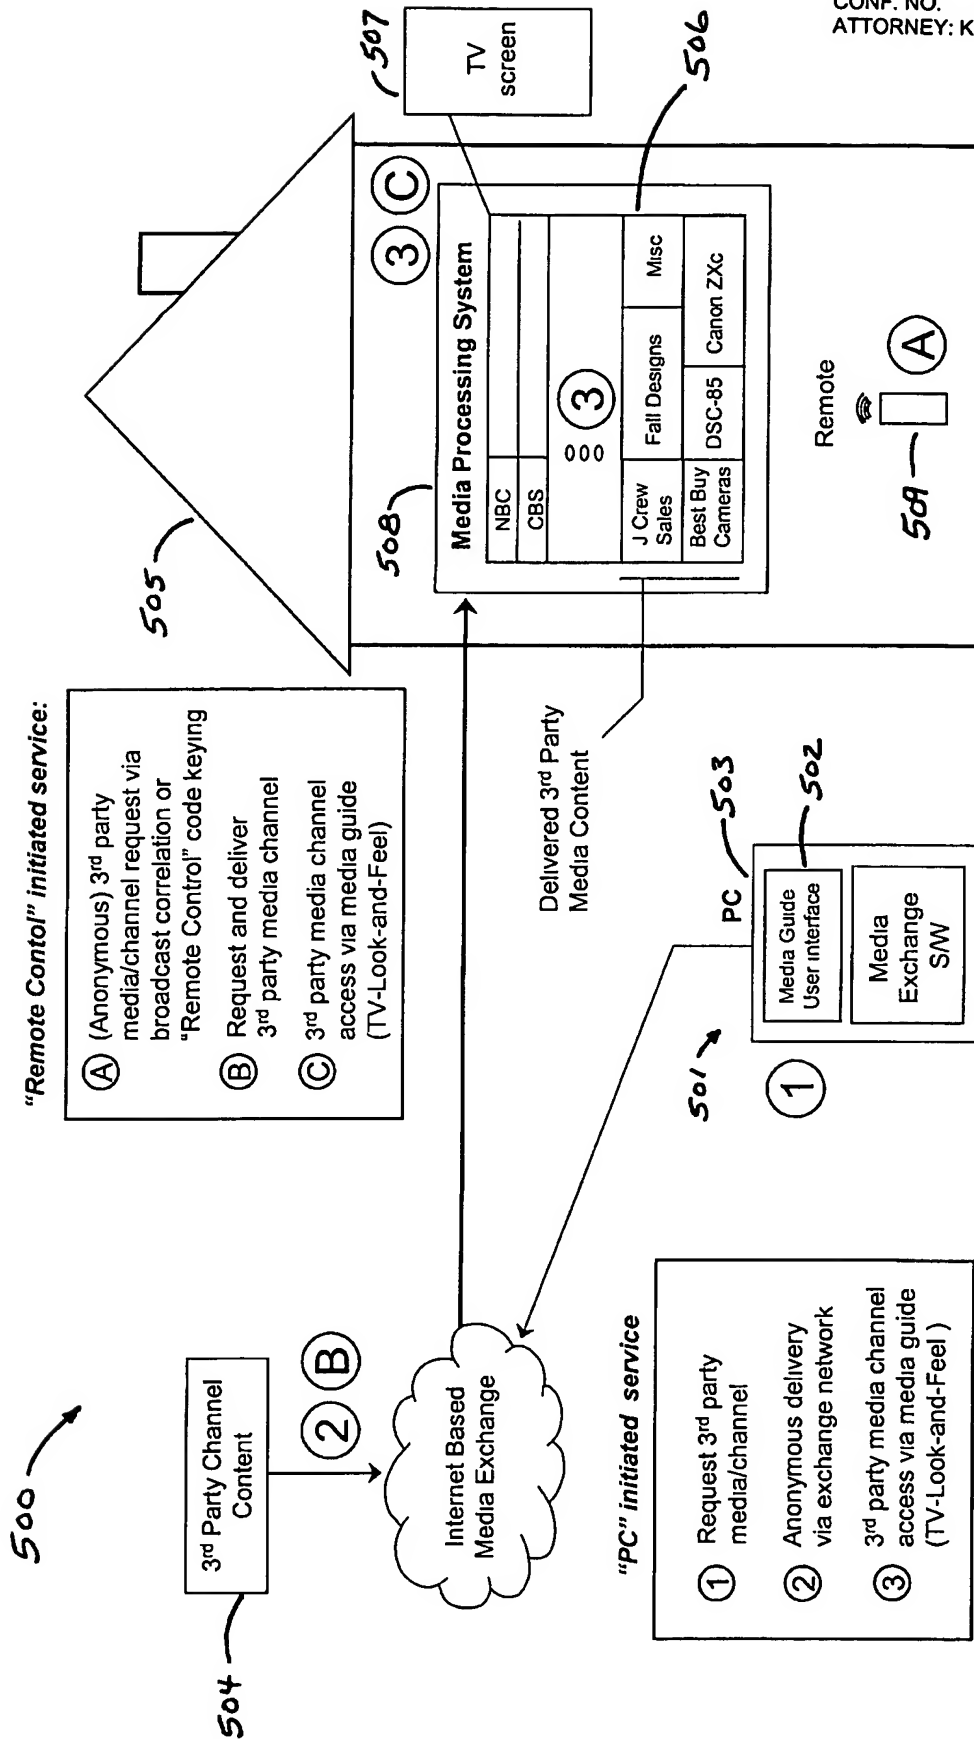 CONF. NO.
ATTORNEY: K
500
504
3rd Party Channel
Content
2 B
Internet Based
Media Exchange
"Remote Contol" initiated service:
A (Anonymous) 3rd party
media/channel request via
broadcast correlation or
"Remote Control" code keying
B Request and deliver
3rd party media channel
C 3rd party media channel
access via media guide
(TV-Look-and-Feel)
505
3 C
507
TV
screen
508
Media Processing System
NBC
CBS
000
3
J Crew
Sales
Fall Designs
Misc
Best Buy
Cameras
DSC-85
Canon ZXc
506
Delivered 3rd Party
Media Content
Remote
509
A
"PC" initiated service
1 Request 3rd party
media/channel
2 Anonymous delivery
via exchange network
3 3rd party media channel
access via media guide
(TV-Look-and-Feel )
501
1
PC
503
Media Guide
User interface
502
Media
Exchange
S/W